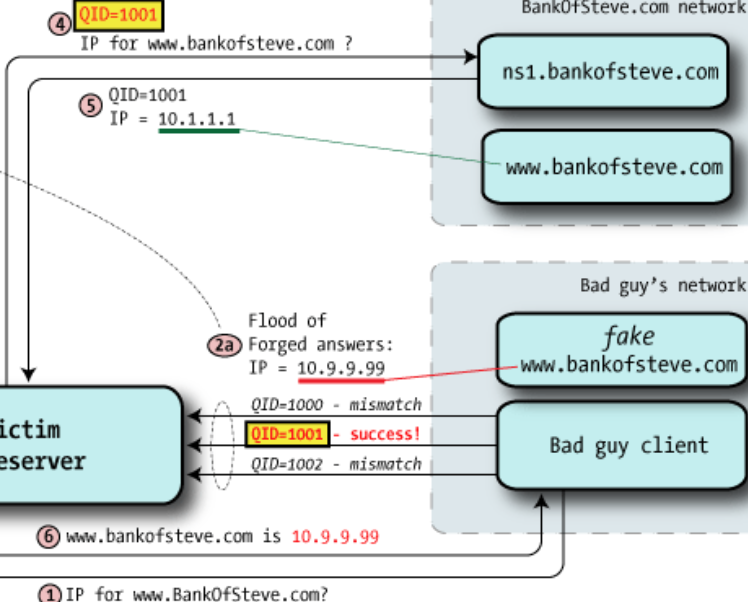 BankOfSteve.com network
4 QID=1001
IP for www.bankofsteve.com ?
ns1.bankofsteve.com
5 QID=1001
IP = 10.1.1.1
www.bankofsteve.com
Bad guy's network
2a Flood of
Forged answers:
IP = 10.9.9.99
fake
www.bankofsteve.com
QID=1000 - mismatch
QID=1001 - success!
QID=1002 - mismatch
Bad guy client
ictim
eserver
6 www.bankofsteve.com is 10.9.9.99
1 IP for www.BankOfSteve.com?